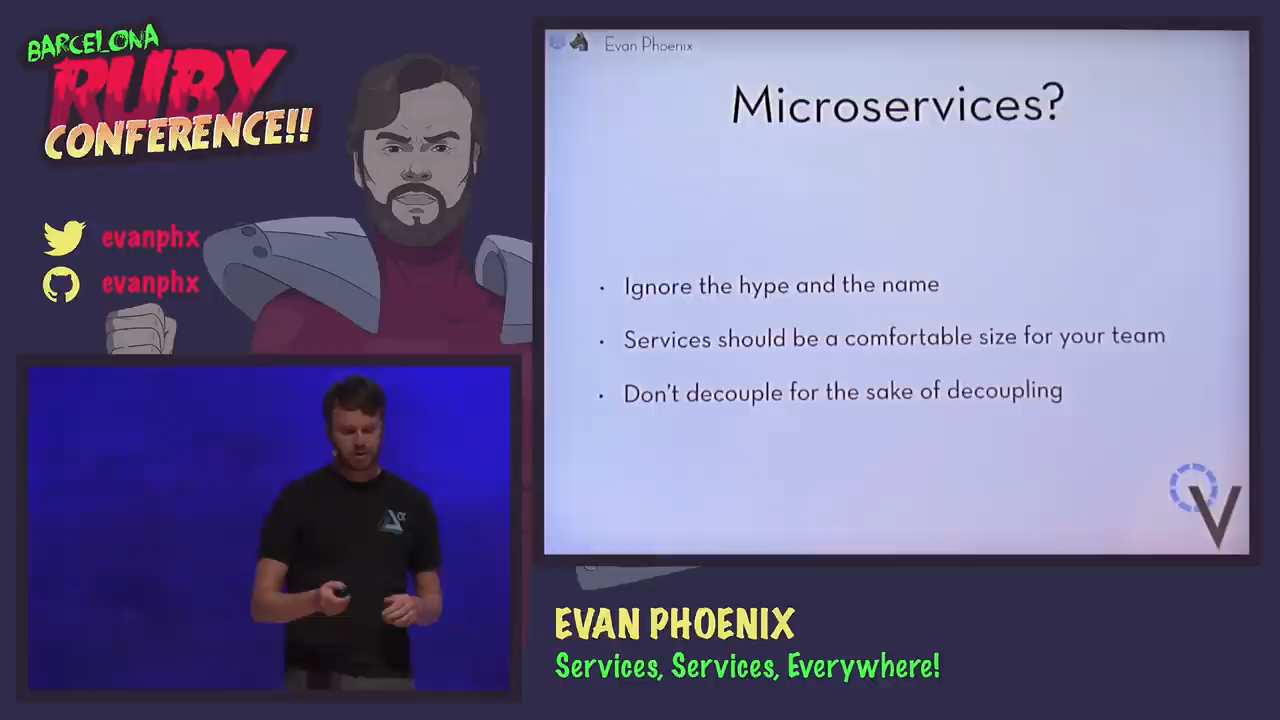 BARCELONA
RUBY
CONFERENCE!!
evanphx
evanphx
Evan Phoenix
Microservices?
· Ignore the hype and the name
· Services should be a comfortable size for your team
· Don't decouple for the sake of decoupling
V
EVAN PHOENIX
Services, Services, Everywhere!